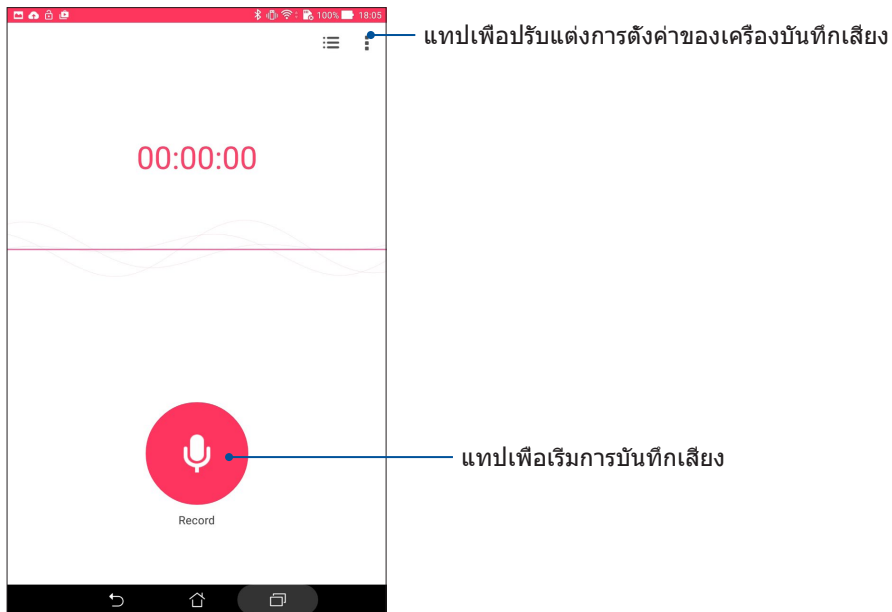 100% 18:05
แทปเพื่อปรับแต่งการตั้งค่าของเครื่องบันทึกเสียง
00:00:00
แทปเพื่อเริ่มการบันทึกเสียง
Record